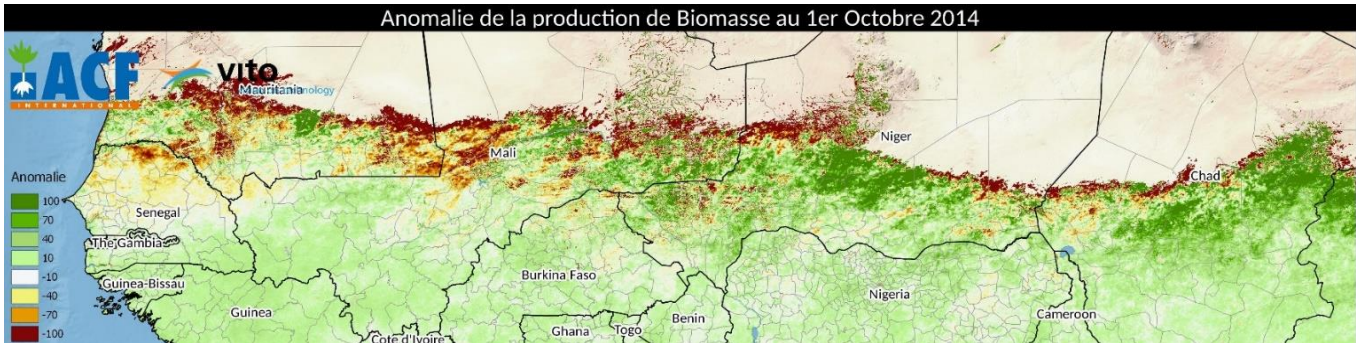 Anomalie de la production de Biomasse au 1er Octobre 2014
ACF
INTERNATIONAL
vito
Mauritania
Niger
Mali
Chad
Anomalie
100
70
40
10
-10
-40
-70
-100
Senegal
The Gambia
Guinea-Bissau
Guinea
Burkina Faso
Nigeria
Benin
Cameroon
Ghana
Togo
Cote d'Ivoire